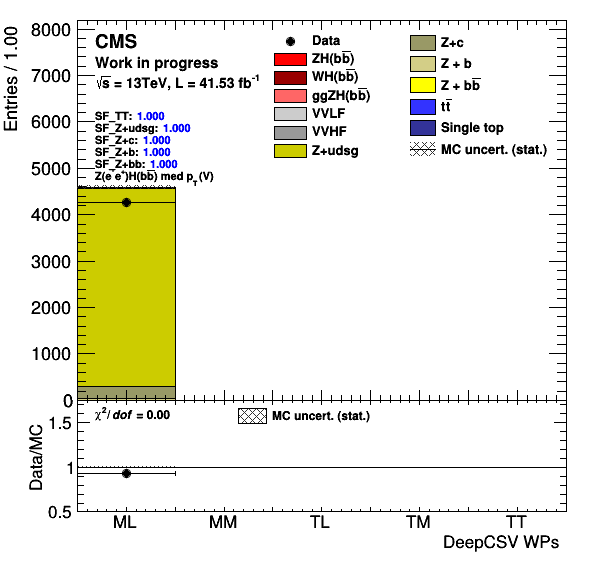 Entries / 1.00
8000
7000
6000
5000
4000
3000
2000
1000
0
CMS
Work in progress
√s = 13TeV, L = 41.53 fb⁻¹
SF_TT: 1.000
SF_Z+udsg: 1.000
SF_Z+c: 1.000
SF_Z+b: 1.000
SF_Z+bb: 1.000
Z(e⁻e⁺)H(bb̅) med p_T(V)
Data
ZH(bb̅)
WH(bb̅)
ggZH(bb̅)
VVLF
VVHF
Z+udsg
Z+c
Z + b
Z + bb̅
tt̅
Single top
MC uncert. (stat.)
Data/MC
1.5
1
0.5
χ²/dof = 0.00
MC uncert. (stat.)
ML
MM
TL
TM
TT
DeepCSV WPs